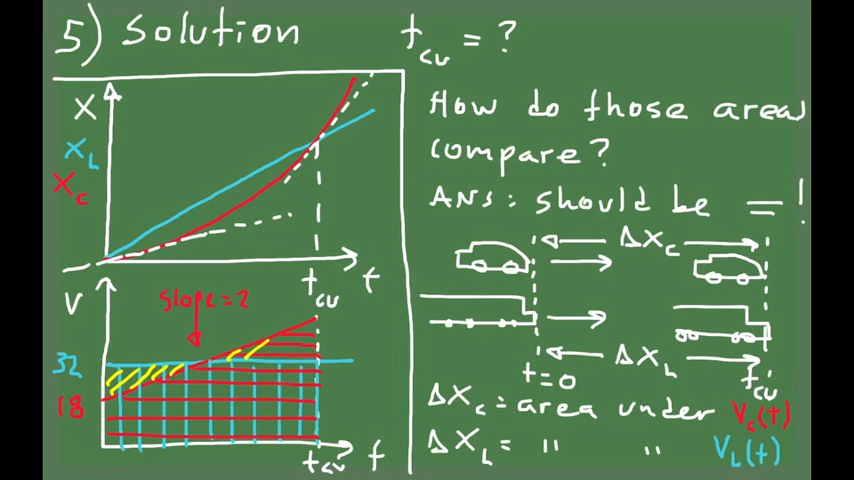 5) Solution
t_cu = ?
X
X_L
X_C
t_cu
t
V
slope=2
32
18
t_cu
t
How do those areas
compare?
ANS: should be =!
ΔX_C
ΔX_L
t=0
t_cu
ΔX_C = area under V_C(t)
ΔX_L = " " V_L(t)